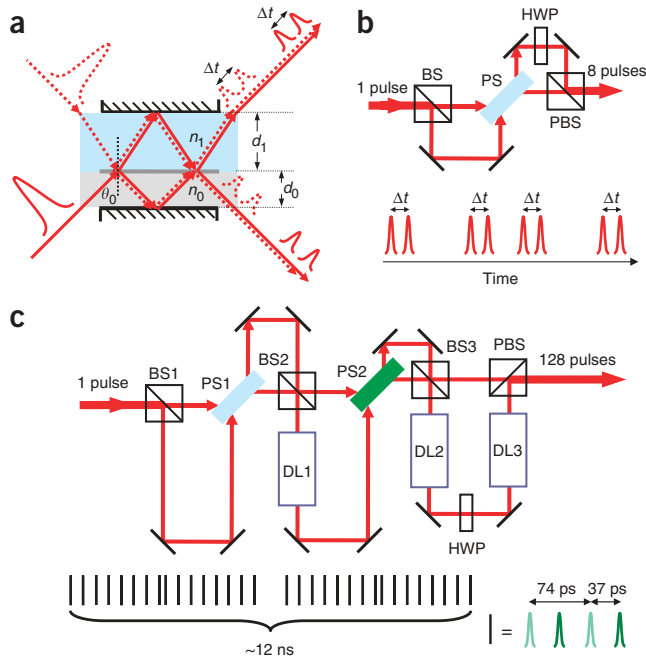 a
Δt
Δt
n1
d1
θ0
n0
d0
b
HWP
BS
PS
1 pulse
8 pulses
PBS
Δt
Δt
Δt
Δt
Time
c
BS1
PS1
BS2
PS2
BS3
PBS
1 pulse
128 pulses
DL1
DL2
DL3
HWP
~12 ns
74 ps
37 ps
=